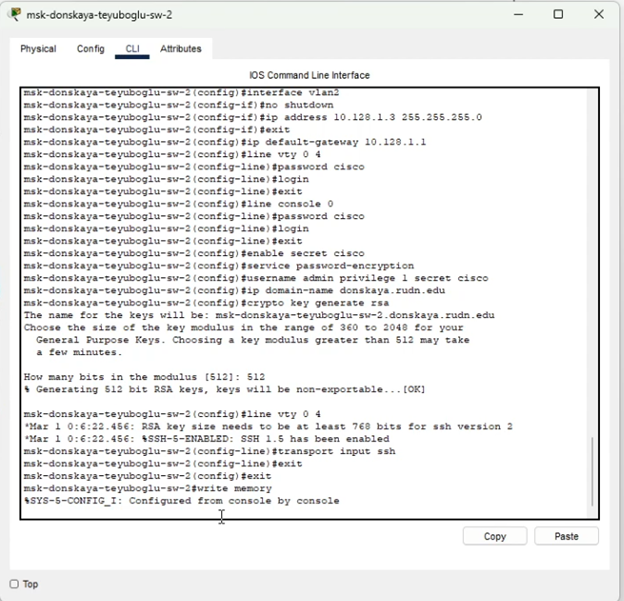 msk-donskaya-teyuboglu-sw-2
Physical Config CLI Attributes
IOS Command Line Interface
msk-donskaya-teyuboglu-sw-2(config)#interface vlan2
msk-donskaya-teyuboglu-sw-2(config-if)#no shutdown
msk-donskaya-teyuboglu-sw-2(config-if)#ip address 10.128.1.3 255.255.255.0
msk-donskaya-teyuboglu-sw-2(config-if)#exit
msk-donskaya-teyuboglu-sw-2(config)#ip default-gateway 10.128.1.1
msk-donskaya-teyuboglu-sw-2(config)#line vty 0 4
msk-donskaya-teyuboglu-sw-2(config-line)#password cisco
msk-donskaya-teyuboglu-sw-2(config-line)#login
msk-donskaya-teyuboglu-sw-2(config-line)#exit
msk-donskaya-teyuboglu-sw-2(config)#line console 0
msk-donskaya-teyuboglu-sw-2(config-line)#password cisco
msk-donskaya-teyuboglu-sw-2(config-line)#login
msk-donskaya-teyuboglu-sw-2(config-line)#exit
msk-donskaya-teyuboglu-sw-2(config)#enable secret cisco
msk-donskaya-teyuboglu-sw-2(config)#service password-encryption
msk-donskaya-teyuboglu-sw-2(config)#username admin privilege 1 secret cisco
msk-donskaya-teyuboglu-sw-2(config)#ip domain-name donskaya.rudn.edu
msk-donskaya-teyuboglu-sw-2(config)#crypto key generate rsa
The name for the keys will be: msk-donskaya-teyuboglu-sw-2.donskaya.rudn.edu
Choose the size of the key modulus in the range of 360 to 2048 for your
General Purpose Keys. Choosing a key modulus greater than 512 may take
a few minutes.
How many bits in the modulus [512]: 512
% Generating 512 bit RSA keys, keys will be non-exportable...[OK]
msk-donskaya-teyuboglu-sw-2(config)#line vty 0 4
*Mar 1 0:6:22.456: RSA key size needs to be at least 768 bits for ssh version 2
*Mar 1 0:6:22.456: %SSH-5-ENABLED: SSH 1.5 has been enabled
msk-donskaya-teyuboglu-sw-2(config-line)#transport input ssh
msk-donskaya-teyuboglu-sw-2(config-line)#exit
msk-donskaya-teyuboglu-sw-2(config)#exit
msk-donskaya-teyuboglu-sw-2#write memory
%SYS-5-CONFIG_I: Configured from console by console
Copy Paste
Top